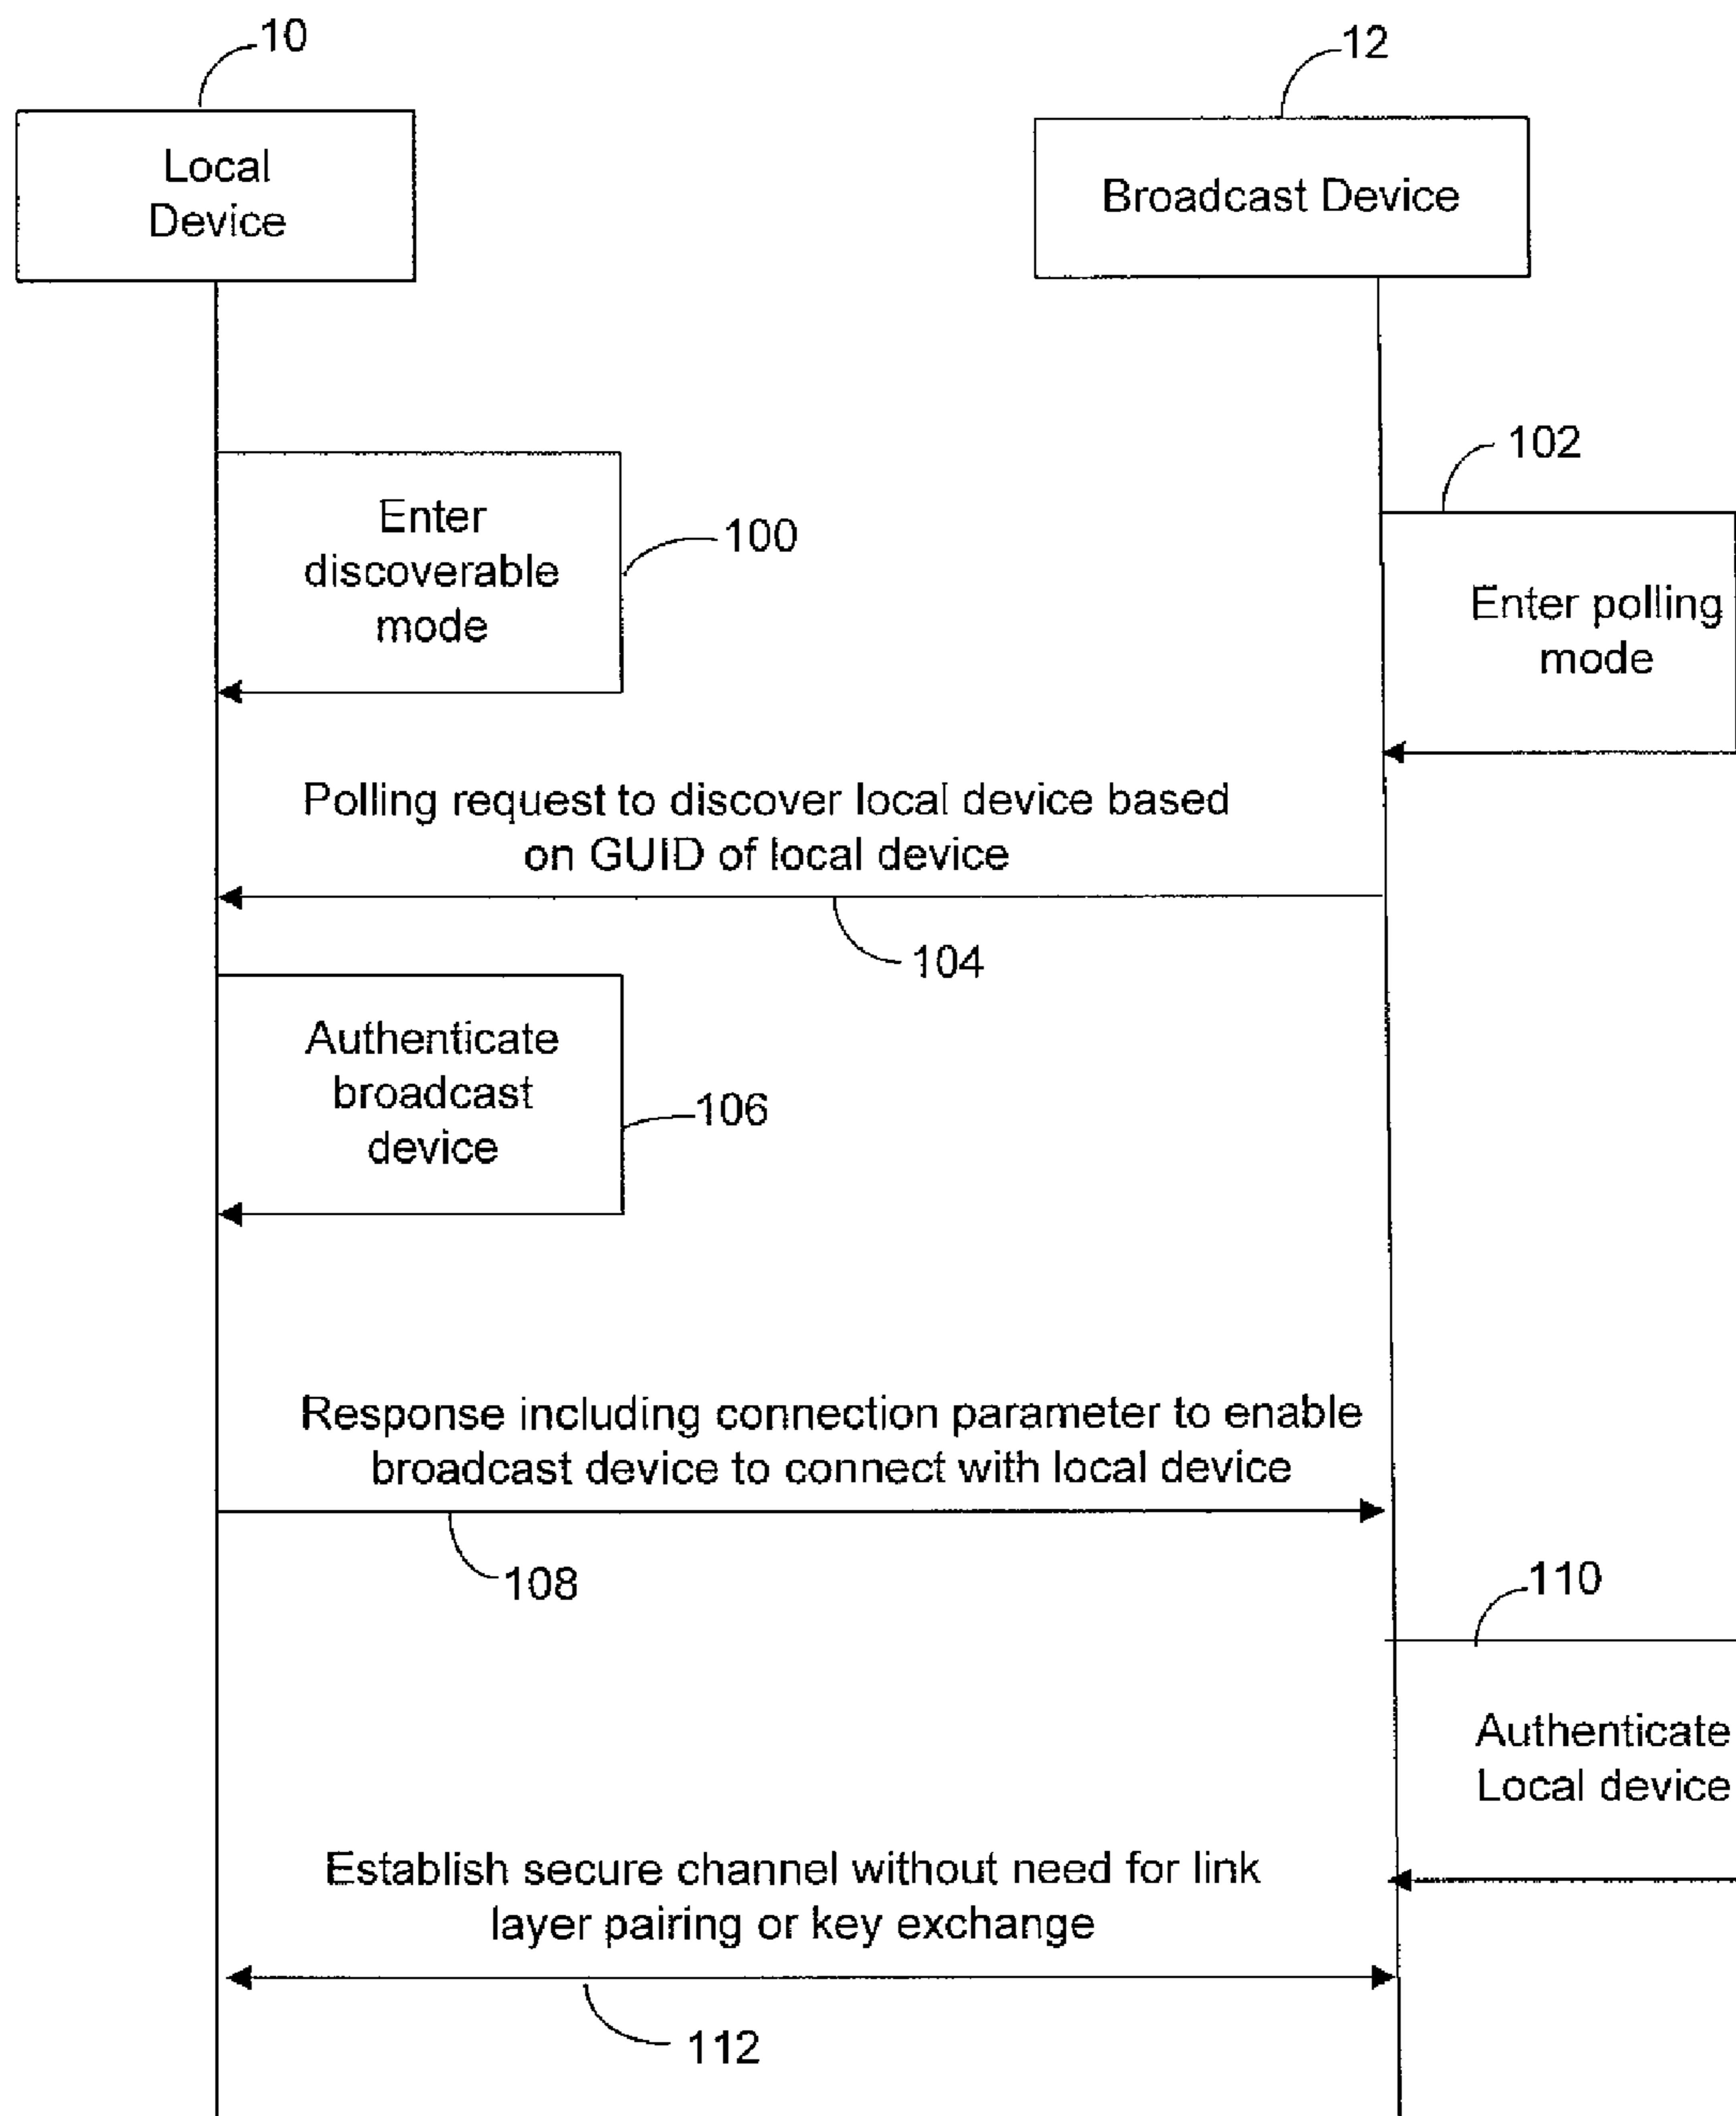 10
12
Local
Device
Broadcast Device
102
Enter
discoverable
mode
100
Enter polling
mode
Polling request to discover local device based
on GUID of local device
104
Authenticate
broadcast
device
106
Response including connection parameter to enable
broadcast device to connect with local device
108
110
Authenticate
Local device
Establish secure channel without need for link
layer pairing or key exchange
112